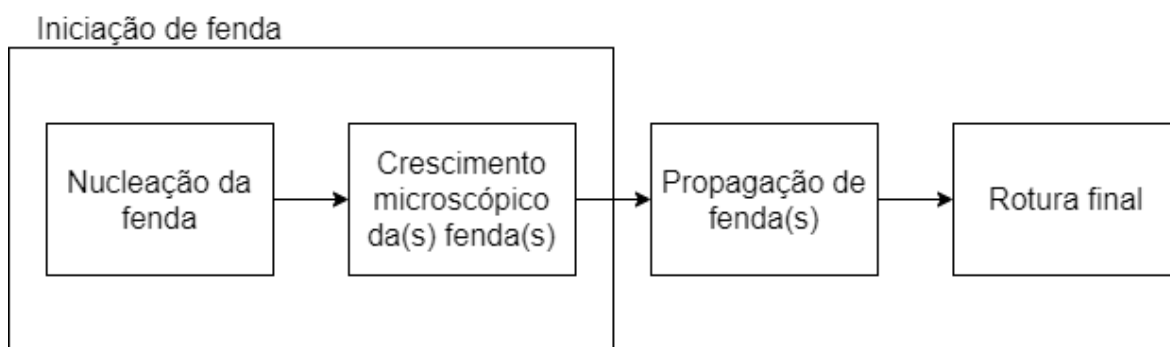 Iniciação de fenda
Nucleação da
fenda
Crescimento
microscópico
da(s) fenda(s)
Propagação de
fenda(s)
Rotura final